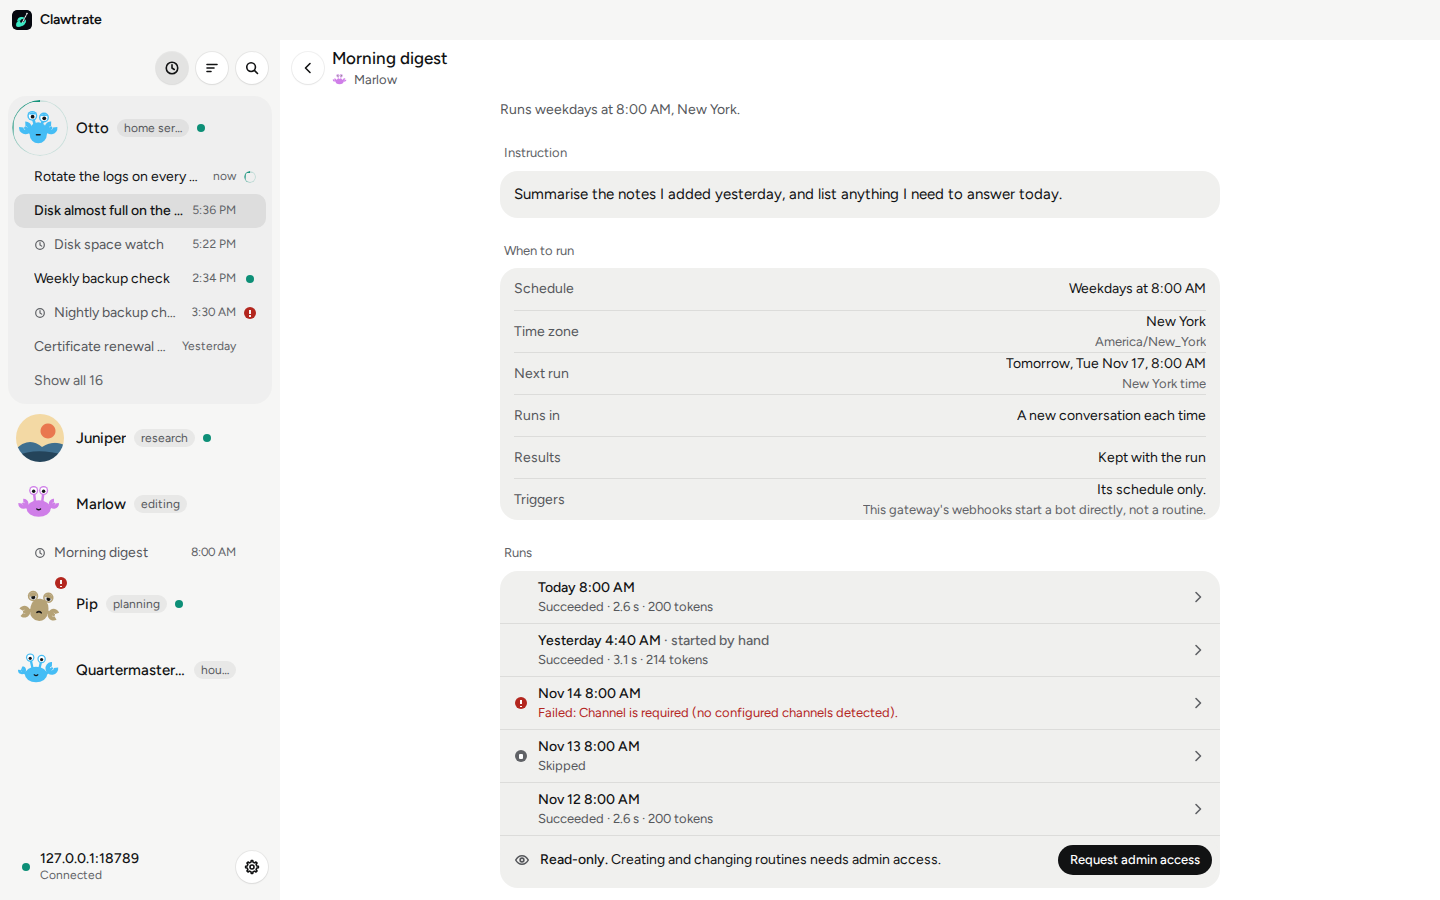 Clawtrate
Otto
home ser...
Rotate the logs on every ...
now
Disk almost full on the ...
5:36 PM
Disk space watch
5:22 PM
Weekly backup check
2:34 PM
Nightly backup ch...
3:30 AM
Certificate renewal ...
Yesterday
Show all 16
Juniper
research
Marlow
editing
Morning digest
8:00 AM
Pip
planning
Quartermaster...
hou...
127.0.0.1:18789
Connected
Morning digest
Marlow
Runs weekdays at 8:00 AM, New York.
Instruction
Summarise the notes I added yesterday, and list anything I need to answer today.
When to run
Schedule
Weekdays at 8:00 AM
Time zone
New York
America/New_York
Next run
Tomorrow, Tue Nov 17, 8:00 AM
New York time
Runs in
A new conversation each time
Results
Kept with the run
Triggers
Its schedule only.
This gateway's webhooks start a bot directly, not a routine.
Runs
Today 8:00 AM
Succeeded · 2.6 s · 200 tokens
Yesterday 4:40 AM · started by hand
Succeeded · 3.1 s · 214 tokens
Nov 14 8:00 AM
Failed: Channel is required (no configured channels detected).
Nov 13 8:00 AM
Skipped
Nov 12 8:00 AM
Succeeded · 2.6 s · 200 tokens
Read-only. Creating and changing routines needs admin access.
Request admin access